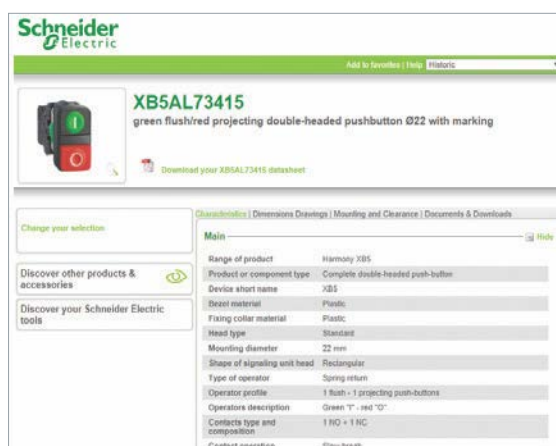 Schneider
Electric
Add to favorites | Help Historic
XB5AL73415
green flush/red projecting double-headed pushbutton Ø22 with marking
Download your XB5AL73415 datasheet
Change your selection
Discover other products &
accessories
Discover your Schneider Electric
tools
Characteristics | Dimensions Drawings | Mounting and Clearance | Documents & Downloads
Main Hide
Range of product Harmony XB5
Product or component type Complete double-headed push-button
Device short name XB5
Bezel material Plastic
Fixing collar material Plastic
Head type Standard
Mounting diameter 22 mm
Shape of signaling unit head Rectangular
Type of operator Spring return
Operator profile 1 flush - 1 projecting push-buttons
Operators description Green "I" - red "O"
Contacts type and
composition 1 NO + 1 NC
Contact operation Slow-break